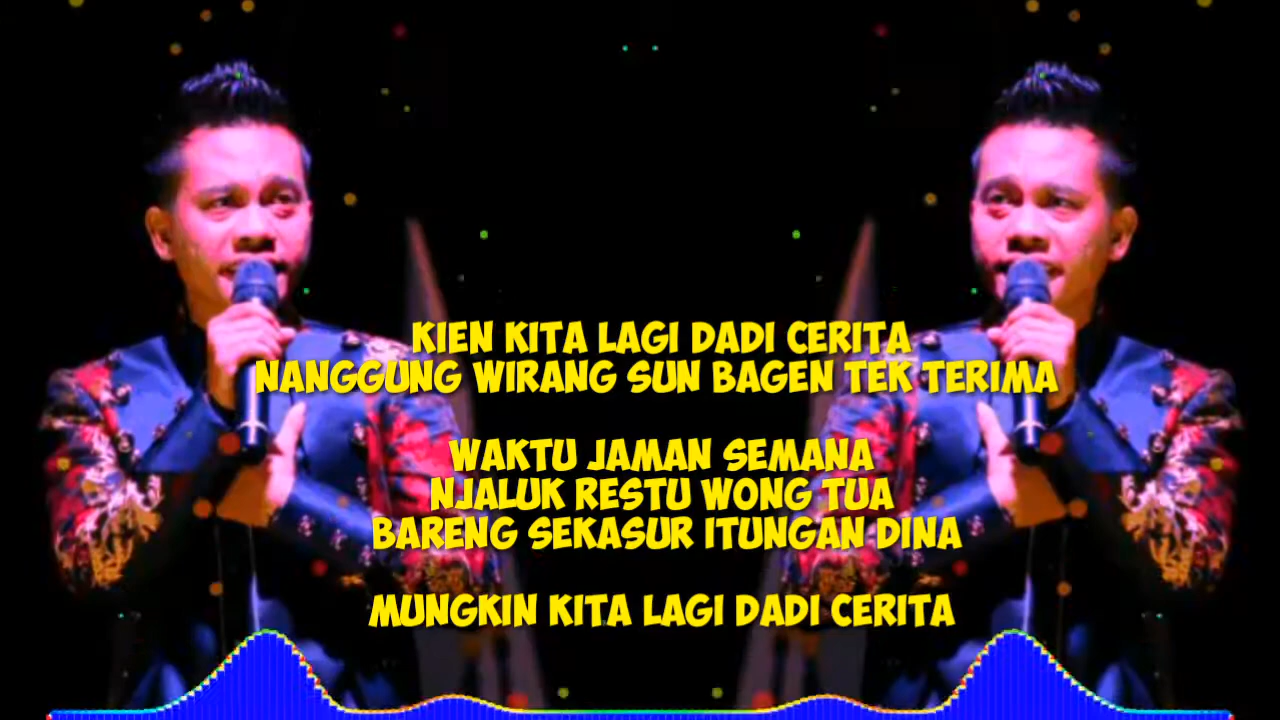 KIEN KITA LAGI DADI CERITA
NANGGUNG WIRANG SUN BAGEN TEK TERIMA
WAKTU JAMAN SEMANA
NJALUK RESTU WONG TUA
BARENG SEKASUR ITUNGAN DINA
MUNGKIN KITA LAGI DADI CERITA